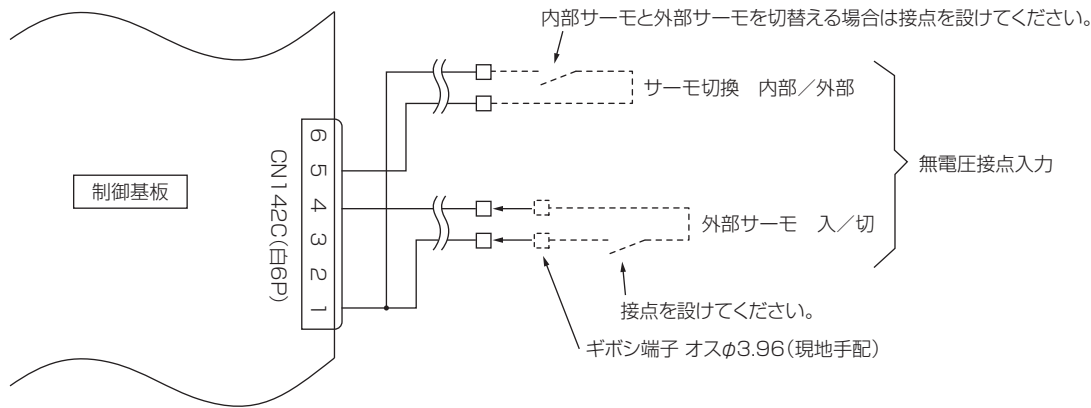 内部サーモと外部サーモを切替える場合は接点を設けてください。
サーモ切換　内部／外部
無電圧接点入力
制御基板
CN142C(白6P)
6
5
4
3
2
1
外部サーモ　入／切
接点を設けてください。
ギボシ端子 オスφ3.96(現地手配)